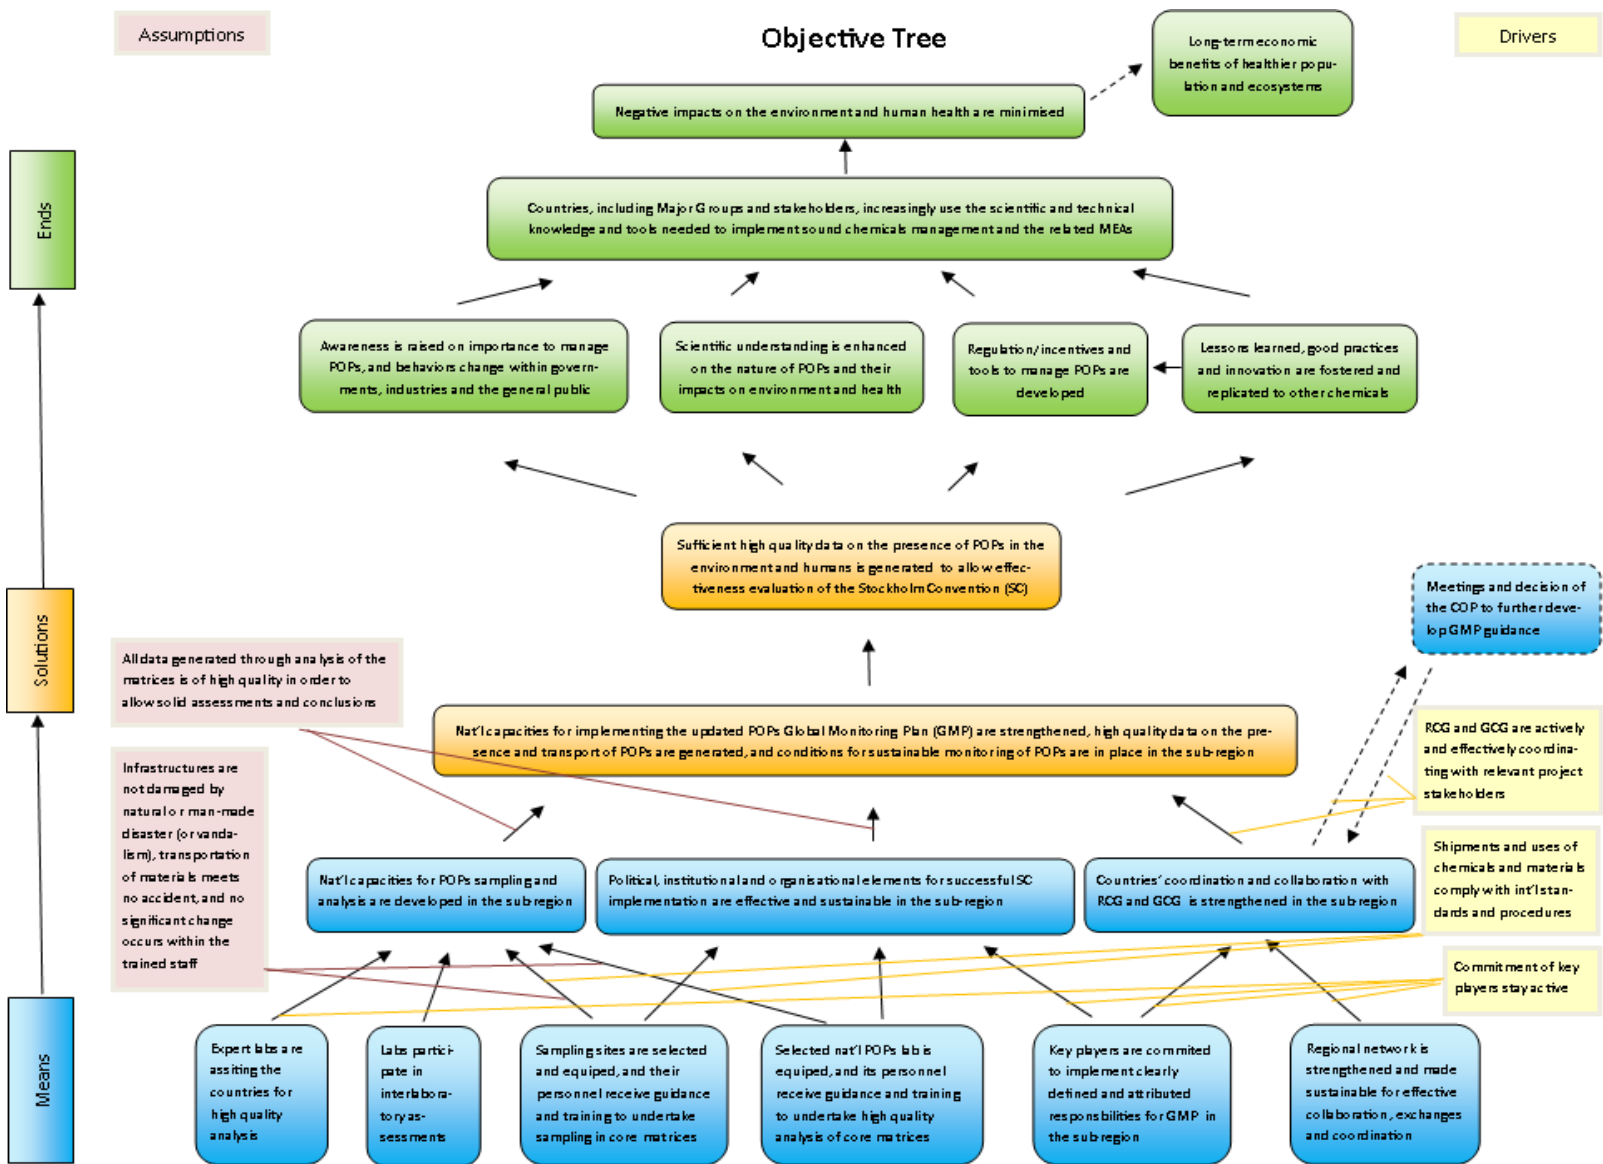 Assumptions
Objective Tree
Drivers
Long-term economic
benefits of healthier popu-
lation and ecosystems
Negative impacts on the environment and human health are minimised
Ends
Countries, including Major Groups and stakeholders, increasingly use the scientific and technical
knowledge and tools needed to implement sound chemicals management and the related MEAs
Awareness is raised on importance to manage
POPs, and behaviors change within govern-
ments, industries and the general public
Scientific understanding is enhanced
on the nature of POPs and their
impacts on environment and health
Regulation/incentives and
tools to manage POPs are
developed
Lessons learned, good practices
and innovation are fostered and
replicated to other chemicals
Sufficient high quality data on the presence of POPs in the
environment and humans is generated to allow effec-
tiveness evaluation of the Stockholm Convention (SC)
Meetings and decision of
the COP to further deve-
lop GMP guidance
Solutions
All data generated through analysis of the
matrices is of high quality in order to
allow solid assessments and conclusions
Nat'l capacities for implementing the updated POPs Global Monitoring Plan (GMP) are strengthened, high quality data on the pre-
sence and transport of POPs are generated, and conditions for sustainable monitoring of POPs are in place in the sub-region
RCG and GCG are actively
and effectively coordina-
ting with relevant project
stakeholders
Infrastructures are
not damaged by
natural or man-made
disaster (or vanda-
lism), transportation
of materials meets
no accident, and no
significant change
occurs within the
trained staff
Shipments and uses of
chemicals and materials
comply with int'l stan-
dards and procedures
Nat'l capacities for POPs sampling and
analysis are developed in the sub-region
Political, institutional and organisational elements for successful SC
implementation are effective and sustainable in the sub-region
Countries' coordination and collaboration with
RCG and GCG is strengthened in the sub-region
Commitment of key
players stay active
Means
Expert labs are
assiting the
countries for
high quality
analysis
Labs partici-
pate in
interlabora-
tory as-
sessments
Sampling sites are selected
and equiped, and their
personnel receive guidance
and training to undertake
sampling in core matrices
Selected nat'l POPs lab is
equiped, and its personnel
receive guidance and training
to undertake high quality
analysis of core matrices
Key players are commited
to implement clearly
defined and attributed
responsbilities for GMP in
the sub-region
Regional network is
strengthened and made
sustainable for effective
collaboration, exchanges
and coordination